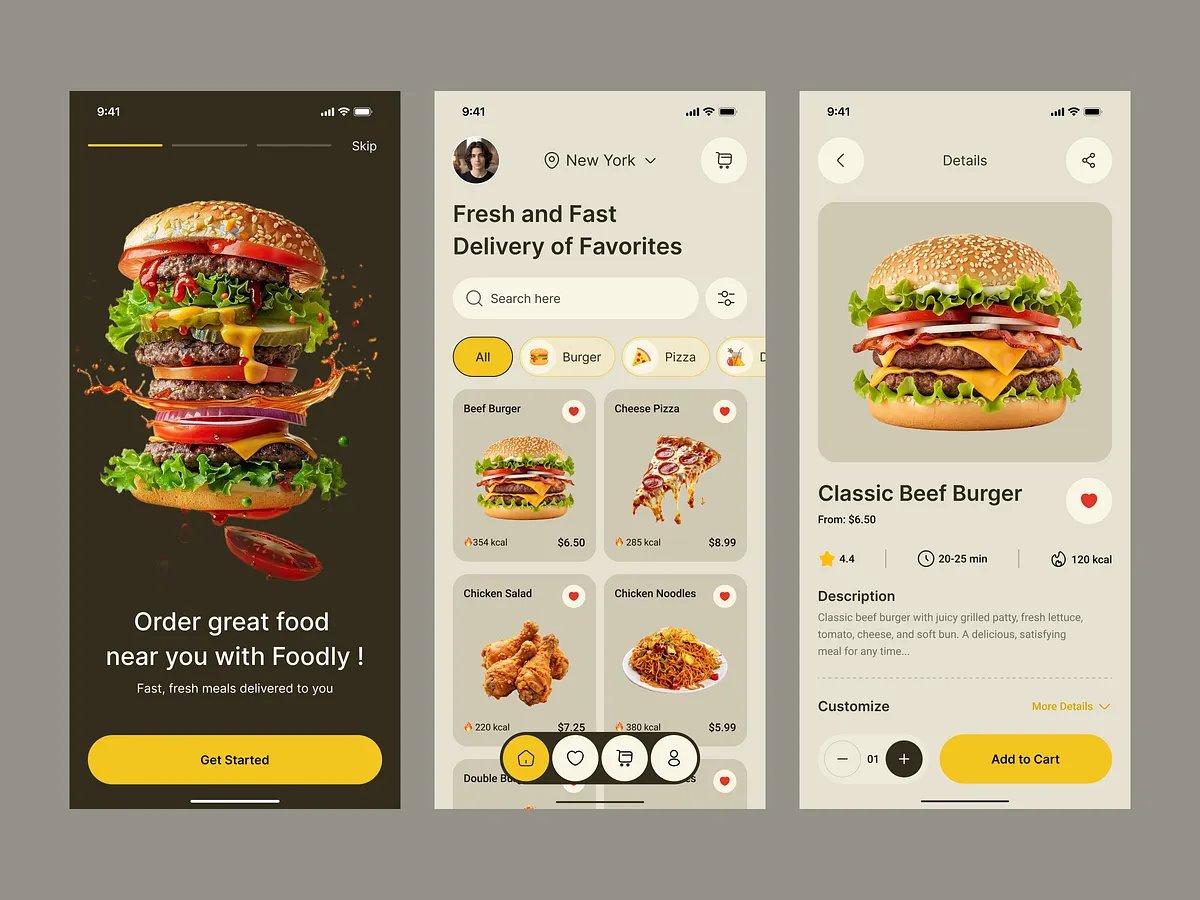 9:41
Skip
Order great food
near you with Foodly !
Fast, fresh meals delivered to you
Get Started
9:41
New York
Fresh and Fast
Delivery of Favorites
Search here
All
Burger
Pizza
D
Beef Burger
Cheese Pizza
354 kcal
$6.50
285 kcal
$8.99
Chicken Salad
Chicken Noodles
220 kcal
$7.25
380 kcal
$5.99
Double
9:41
Details
Classic Beef Burger
From: $6.50
4.4
20-25 min
120 kcal
Description
Classic beef burger with juicy grilled patty, fresh lettuce,
tomato, cheese, and soft bun. A delicious, satisfying
meal for any time...
Customize
More Details
01
Add to Cart